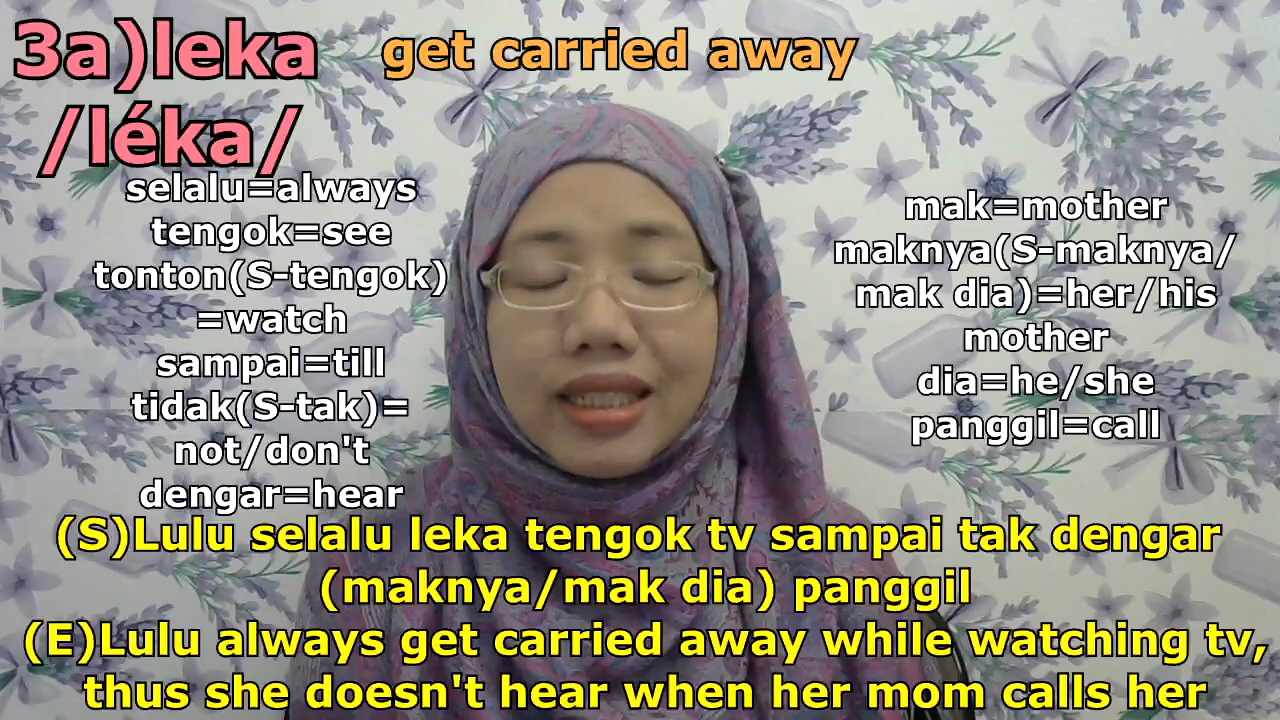 3a)leka
get carried away
/léka/
selalu=always
tengok=see
tonton(S-tengok)
=watch
sampai=till
tidak(S-tak)=
not/don't
dengar=hear
mak=mother
maknya(S-maknya/
mak dia)=her/his
mother
dia=he/she
panggil=call
(S)Lulu selalu leka tengok tv sampai tak dengar
(maknya/mak dia) panggil
(E)Lulu always get carried away while watching tv,
thus she doesn't hear when her mom calls her